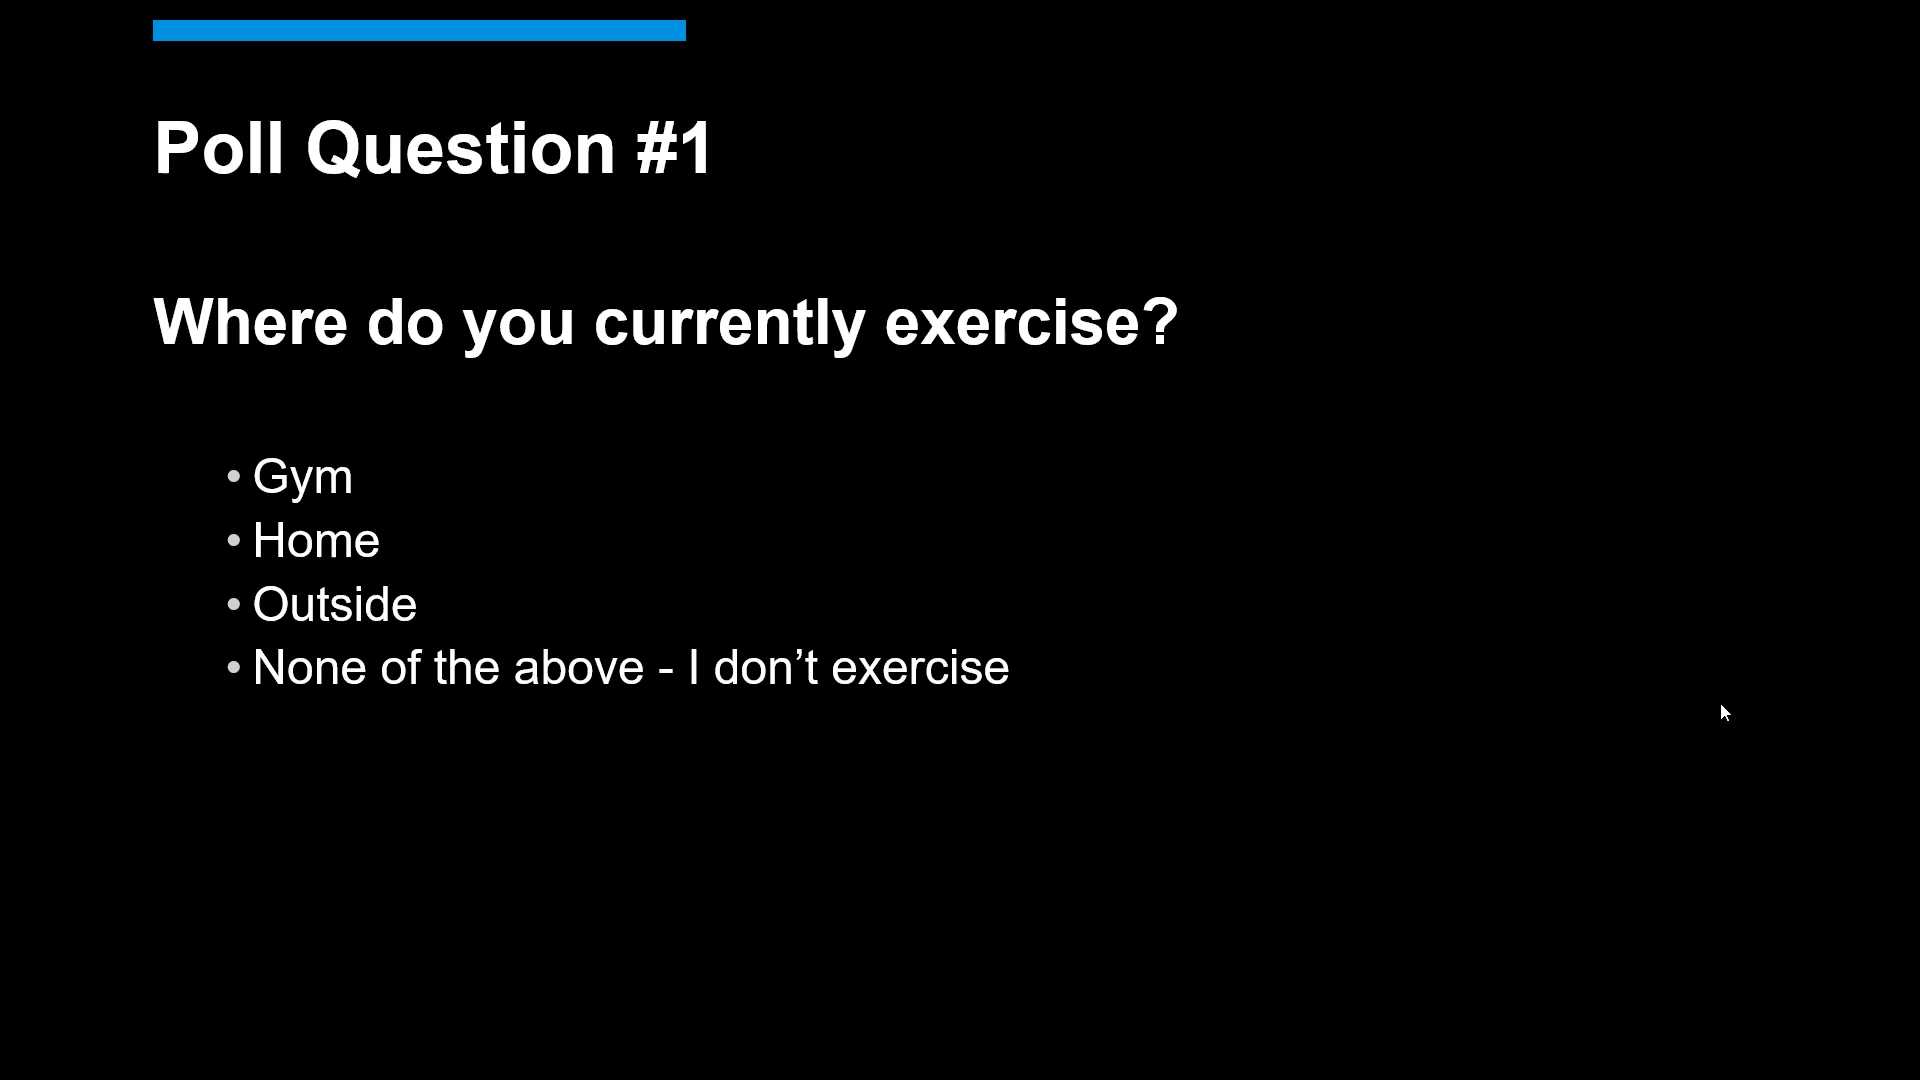 Poll Question #1
Where do you currently exercise?
• Gym
• Home
• Outside
• None of the above - I don’t exercise